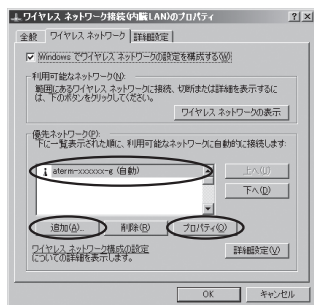 ワイヤレス ネットワーク接続(内蔵LAN)のプロパティ
全般 ワイヤレス ネットワーク 詳細設定
Windows でワイヤレス ネットワークの設定を構成する(W)
利用可能なネットワーク(N):
範囲にあるワイヤレス ネットワークに接続、切断または詳細を表示するに
は、下のボタンをクリックしてください。
ワイヤレス ネットワークの表示
優先ネットワーク(P):
下に一覧表示された順に、利用可能なネットワークに自動的に接続します:
aterm-xxxxxx-g (自動)
上へ(U)
下へ(D)
追加(A)... 削除(R) プロパティ(O)
ワイヤレス ネットワーク構成の設定
についての詳細を表示します。
詳細設定(V)
OK キャンセル